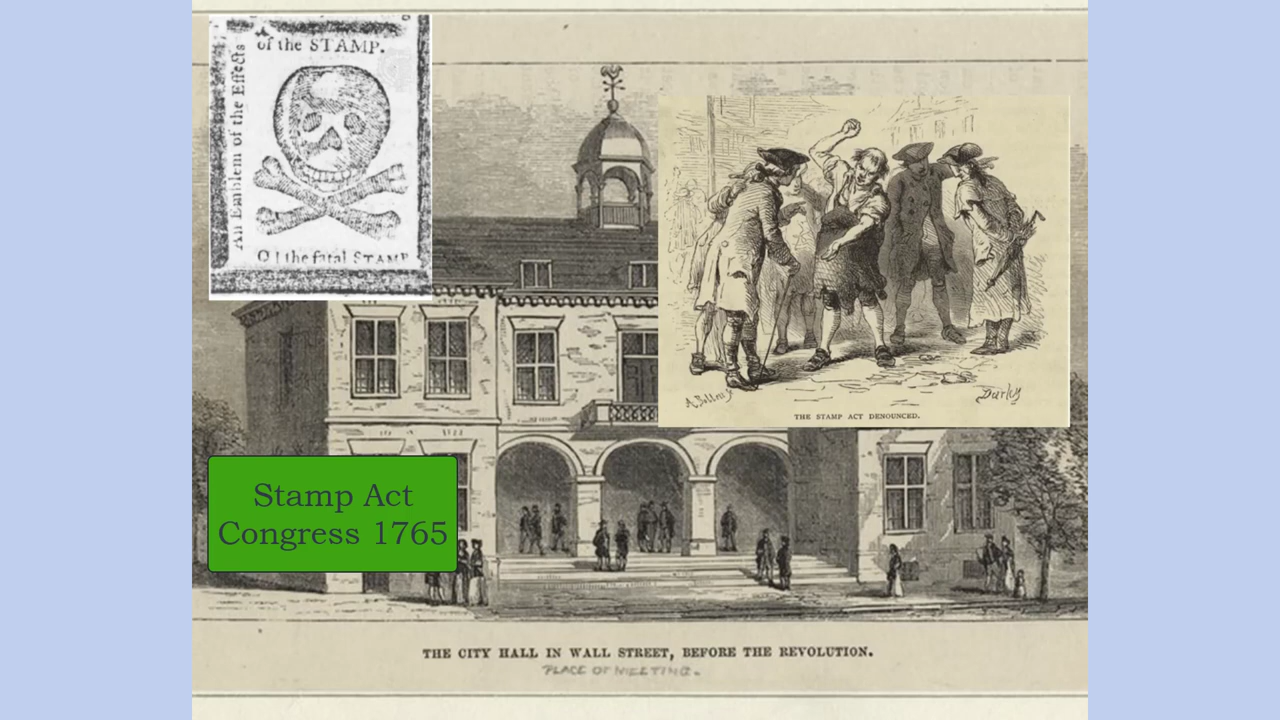 of the STAMP.
An Emblem of the Effects
O! the fatal STAMP
THE STAMP ACT DENOUNCED.
Darley
Stamp Act
Congress 1765
THE CITY HALL IN WALL STREET, BEFORE THE REVOLUTION.
PLACE OF MEETING.